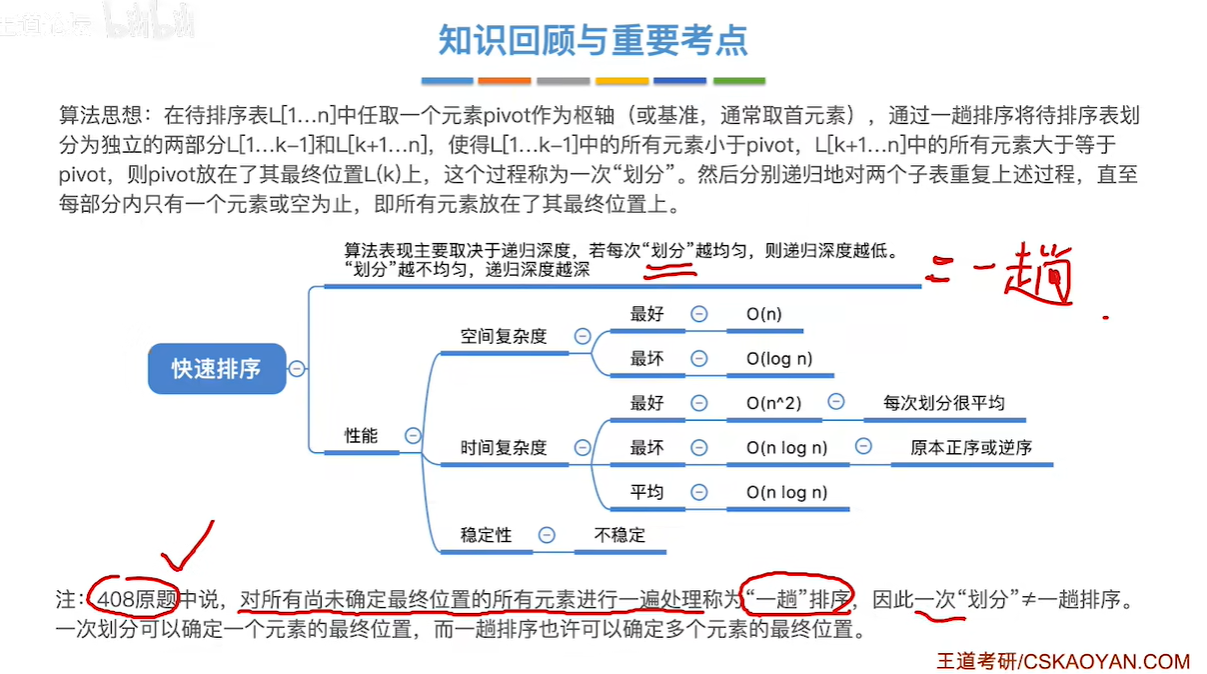 王道论坛 bilibili
知识回顾与重要考点
算法思想：在待排序表L[1…n]中任取一个元素pivot作为枢轴（或基准，通常取首元素），通过一趟排序将待排序表划
分为独立的两部分L[1…k-1]和L[k+1…n]，使得L[1…k-1]中的所有元素小于pivot，L[k+1…n]中的所有元素大于等于
pivot，则pivot放在了其最终位置L(k)上，这个过程称为一次“划分”。然后分别递归地对两个子表重复上述过程，直至
每部分内只有一个元素或空为止，即所有元素放在了其最终位置上。
算法表现主要取决于递归深度，若每次“划分”越均匀，则递归深度越低。
“划分”越不均匀，递归深度越深
= 一趟
快速排序
性能
空间复杂度
最好 O(n)
最坏 O(log n)
时间复杂度
最好 O(n^2) 每次划分很平均
最坏 O(n log n) 原本正序或逆序
平均 O(n log n)
稳定性 不稳定
注：408原题中说，对所有尚未确定最终位置的所有元素进行一遍处理称为“一趟”排序，因此一次“划分”≠一趟排序。
一次划分可以确定一个元素的最终位置，而一趟排序也许可以确定多个元素的最终位置。
王道考研/CSKAOYAN.COM